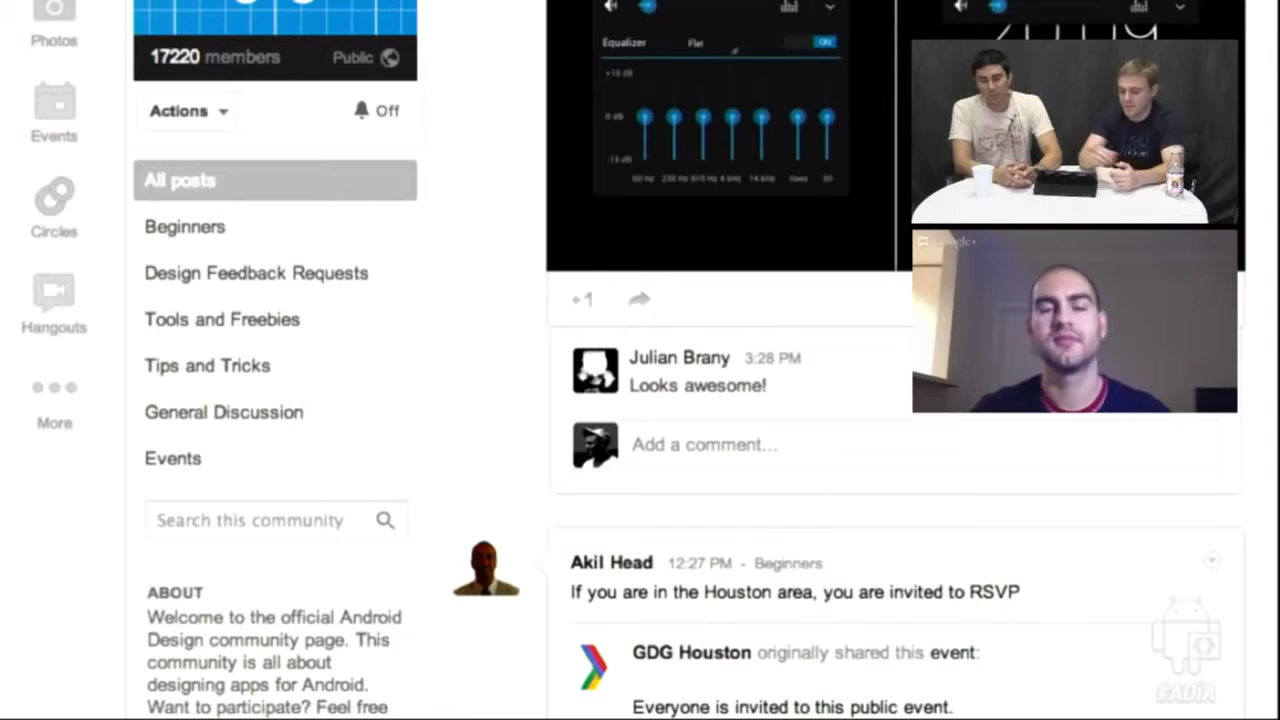 Photos
Events
Circles
Hangouts
More
17220 members
Public
Actions
Off
All posts
Beginners
Design Feedback Requests
Tools and Freebies
Tips and Tricks
General Discussion
Events
Search this community
ABOUT
Welcome to the official Android
Design community page. This
community is all about
designing apps for Android.
Want to participate? Feel free
Equalizer
Flat
ON
0 dB
+1
Julian Brany 3:28 PM
Looks awesome!
Add a comment...
Akil Head 12:27 PM - Beginners
If you are in the Houston area, you are invited to RSVP
GDG Houston originally shared this event:
Everyone is invited to this public event.
#ADiA